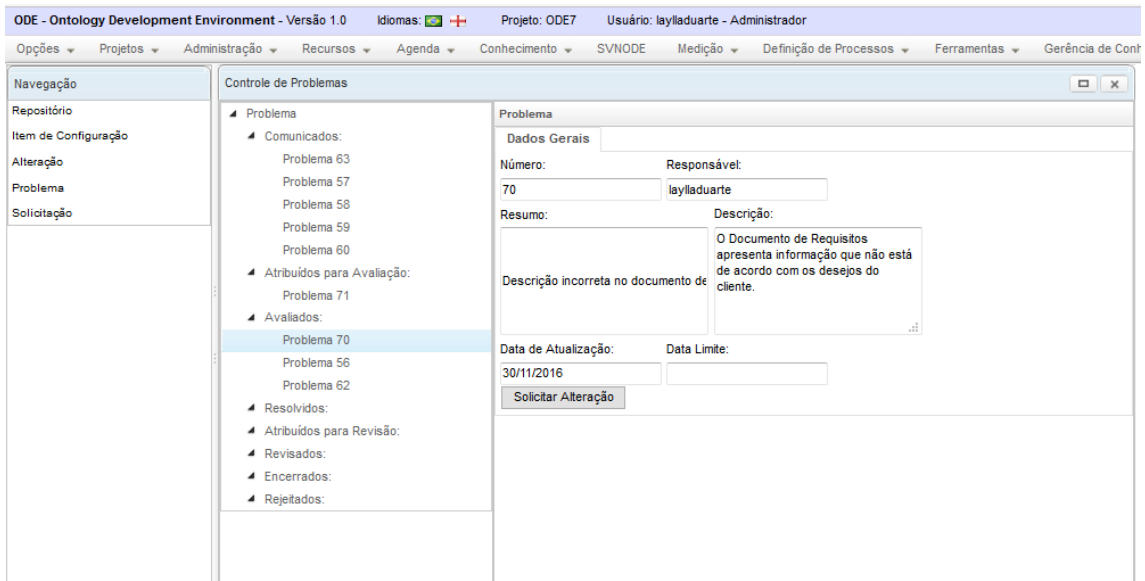 ODE - Ontology Development Environment - Versão 1.0 Idiomas: Projeto: ODE7 Usuário: laylladuarte - Administrador
Opções Projetos Administração Recursos Agenda Conhecimento SVNODE Medição Definição de Processos Ferramentas Gerência de Conh
Navegação
Repositório
Item de Configuração
Alteração
Problema
Solicitação
Controle de Problemas
Problema
Comunicados:
Problema 63
Problema 57
Problema 58
Problema 59
Problema 60
Atribuídos para Avaliação:
Problema 71
Avaliados:
Problema 70
Problema 56
Problema 62
Resolvidos:
Atribuídos para Revisão:
Revisados:
Encerrados:
Rejeitados:
Problema
Dados Gerais
Número: Responsável:
70 laylladuarte
Resumo: Descrição:
Descrição incorreta no documento de
O Documento de Requisitos
apresenta informação que não está
de acordo com os desejos do
cliente.
Data de Atualização: Data Limite:
30/11/2016
Solicitar Alteração